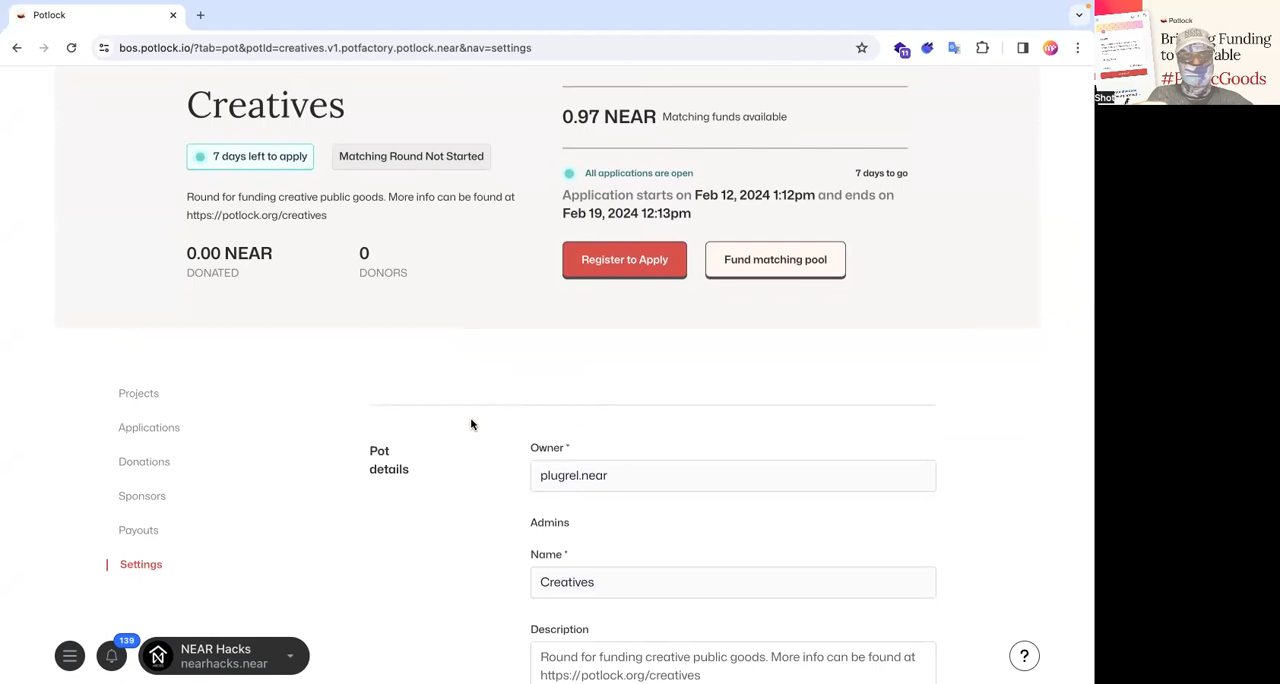 Potlock
bos.potlock.io/?tab=pot&potId=creatives.v1.potfactory.potlock.near&nav=settings
11
mp
Potlock
Funding
#P
Goods
Shot
Creatives
7 days left to apply
Matching Round Not Started
Round for funding creative public goods. More info can be found at
https://potlock.org/creatives
0.00 NEAR
DONATED
0
DONORS
0.97 NEAR Matching funds available
All applications are open
7 days to go
Application starts on Feb 12, 2024 1:12pm and ends on
Feb 19, 2024 12:13pm
Register to Apply
Fund matching pool
Projects
Applications
Donations
Sponsors
Payouts
Settings
Pot
details
Owner *
plugrel.near
Admins
Name *
Creatives
Description
Round for funding creative public goods. More info can be found at
https://potlock.org/creatives
139
NEAR Hacks
nearhacks.near
?